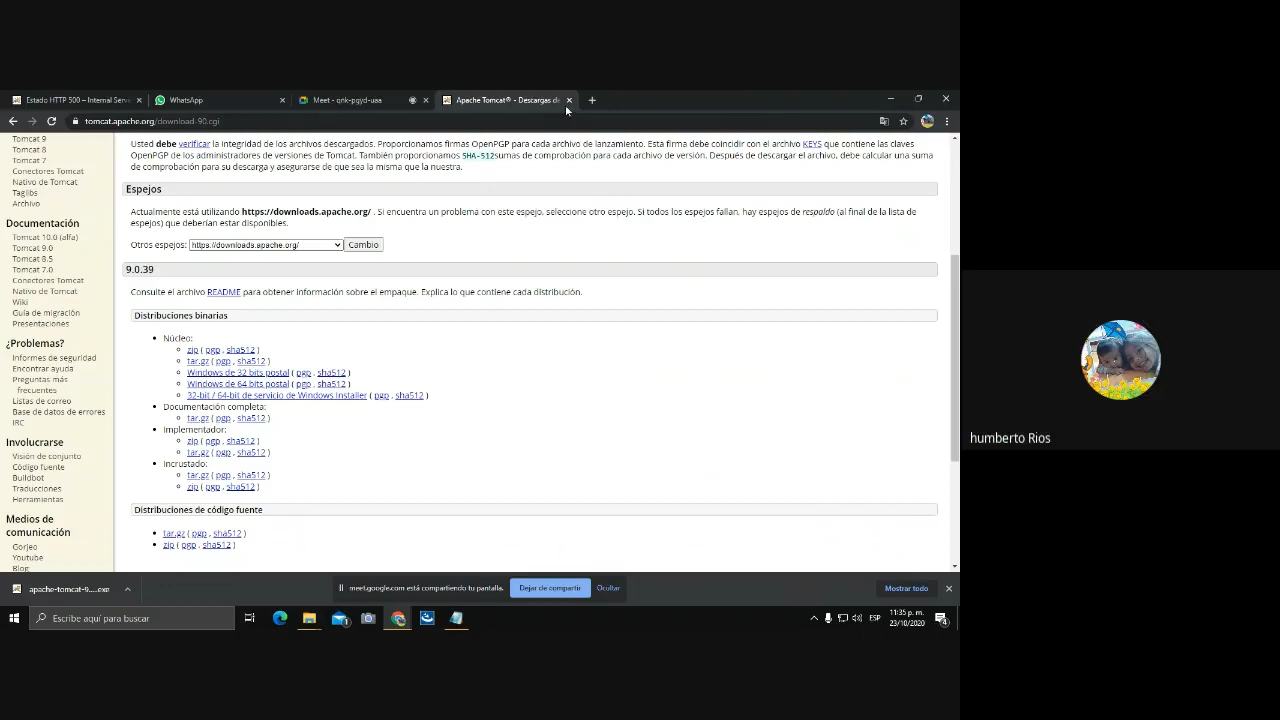 Estado HTTP 500 – Internal Serv
WhatsApp
Meet - qnk-pgyd-uaa
Apache Tomcat® - Descargas de
tomcat.apache.org/download-90.cgi
Tomcat 9
Tomcat 8
Tomcat 7
Conectores Tomcat
Nativo de Tomcat
Taglibs
Archivo
Documentación
Tomcat 10.0 (alfa)
Tomcat 9.0
Tomcat 8.5
Tomcat 7.0
Conectores Tomcat
Nativo de Tomcat
Wiki
Guía de migración
Presentaciones
¿Problemas?
Informes de seguridad
Encontrar ayuda
Preguntas más
frecuentes
Listas de correo
Base de datos de errores
IRC
Involucrarse
Visión de conjunto
Código fuente
Buildbot
Traducciones
Herramientas
Medios de
comunicación
Gorjeo
Youtube
Blog
Usted debe verificar la integridad de los archivos descargados. Proporcionamos firmas OpenPGP para cada archivo de lanzamiento. Esta firma debe coincidir con el archivo KEYS que contiene las claves
OpenPGP de los administradores de versiones de Tomcat. También proporcionamos SHA-512sumas de comprobación para cada archivo de versión. Después de descargar el archivo, debe calcular una suma
de comprobación para su descarga y asegurarse de que sea la misma que la nuestra.
Espejos
Actualmente está utilizando https://downloads.apache.org/ . Si encuentra un problema con este espejo, seleccione otro espejo. Si todos los espejos fallan, hay espejos de respaldo (al final de la lista de
espejos) que deberían estar disponibles.
Otros espejos: https://downloads.apache.org/ Cambio
9.0.39
Consulte el archivo README para obtener información sobre el empaque. Explica lo que contiene cada distribución.
Distribuciones binarias
Núcleo:
zip ( pgp , sha512 )
tar.gz ( pgp , sha512 )
Windows de 32 bits postal ( pgp , sha512 )
Windows de 64 bits postal ( pgp , sha512 )
32-bit / 64-bit de servicio de Windows Installer ( pgp , sha512 )
Documentación completa:
tar.gz ( pgp , sha512 )
Implementador:
zip ( pgp , sha512 )
tar.gz ( pgp , sha512 )
Incrustado:
tar.gz ( pgp , sha512 )
zip ( pgp , sha512 )
Distribuciones de código fuente
tar.gz ( pgp , sha512 )
zip ( pgp , sha512 )
apache-tomcat-9....exe
meet.google.com está compartiendo tu pantalla.
Dejar de compartir
Ocultar
Mostrar todo
Escribe aquí para buscar
ESP
11:35 p. m.
23/10/2020
humberto Rios